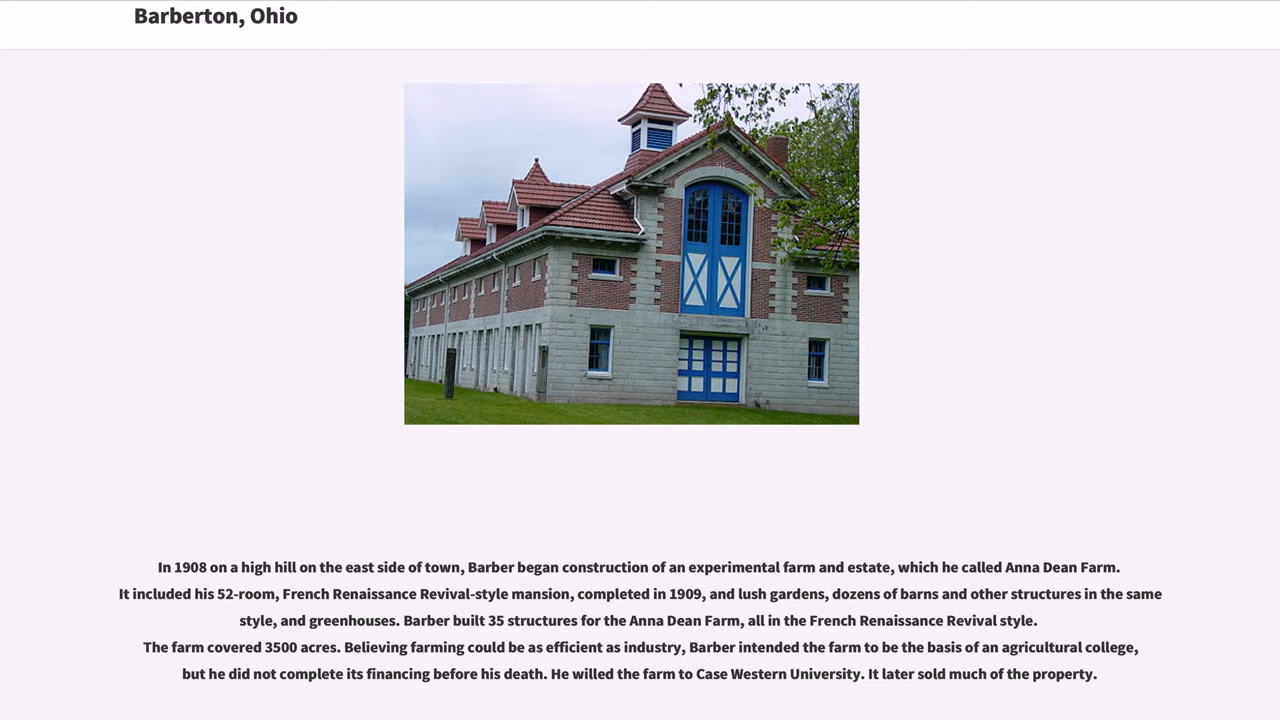 Barberton, Ohio
In 1908 on a high hill on the east side of town, Barber began construction of an experimental farm and estate, which he called Anna Dean Farm.
It included his 52-room, French Renaissance Revival-style mansion, completed in 1909, and lush gardens, dozens of barns and other structures in the same
style, and greenhouses. Barber built 35 structures for the Anna Dean Farm, all in the French Renaissance Revival style.
The farm covered 3500 acres. Believing farming could be as efficient as industry, Barber intended the farm to be the basis of an agricultural college,
but he did not complete its financing before his death. He willed the farm to Case Western University. It later sold much of the property.